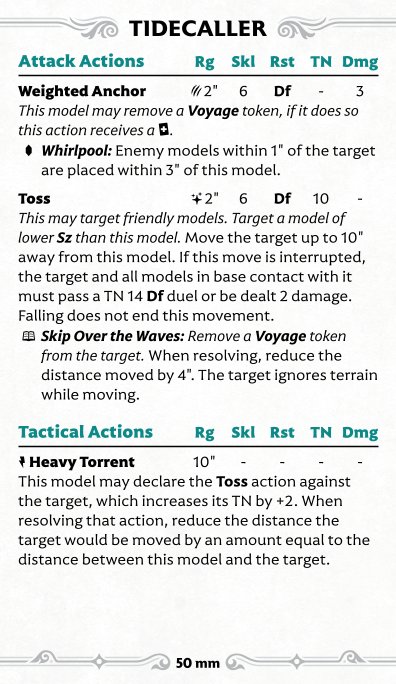 TIDECALLER
Attack Actions Rg Skl Rst TN Dmg
Weighted Anchor 2" 6 Df - 3
This model may remove a Voyage token, if it does so
this action receives a .
Whirlpool: Enemy models within 1" of the target
are placed within 3" of this model.
Toss 2" 6 Df 10 -
This may target friendly models. Target a model of
lower Sz than this model. Move the target up to 10"
away from this model. If this move is interrupted,
the target and all models in base contact with it
must pass a TN 14 Df duel or be dealt 2 damage.
Falling does not end this movement.
Skip Over the Waves: Remove a Voyage token
from the target. When resolving, reduce the
distance moved by 4". The target ignores terrain
while moving.
Tactical Actions Rg Skl Rst TN Dmg
Heavy Torrent 10" - - - -
This model may declare the Toss action against
the target, which increases its TN by +2. When
resolving that action, reduce the distance the
target would be moved by an amount equal to the
distance between this model and the target.
50 mm